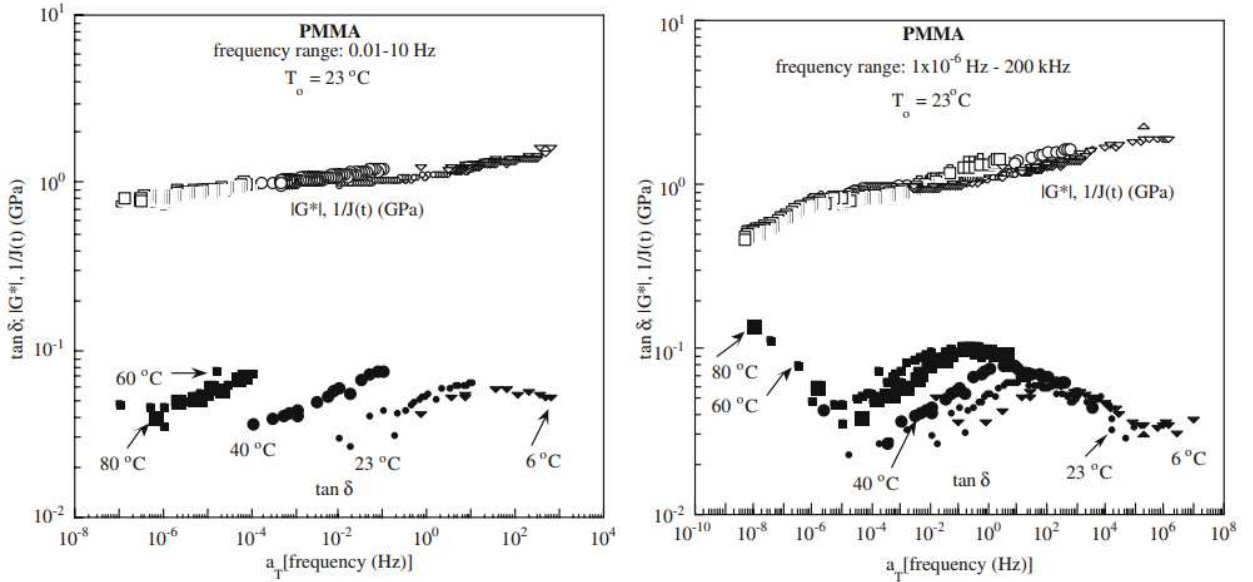 PMMA
frequency range: 0.01-10 Hz
T_o = 23 °C
tan δ; |G*|, 1/J(t) (GPa)
10^1
10^0
10^-1
10^-2
|G*|, 1/J(t) (GPa)
60 °C
80 °C
40 °C
23 °C
6 °C
tan δ
10^-8
10^-6
10^-4
10^-2
10^0
10^2
10^4
a_T[frequency (Hz)]
PMMA
frequency range: 1x10^-6 Hz - 200 kHz
T_o = 23°C
tan δ; |G*|, 1/J(t) (GPa)
10^1
10^0
10^-1
10^-2
|G*|, 1/J(t) (GPa)
80 °C
60 °C
40 °C
23 °C
6 °C
tan δ
10^-10
10^-8
10^-6
10^-4
10^-2
10^0
10^2
10^4
10^6
10^8
a_T[frequency (Hz)]